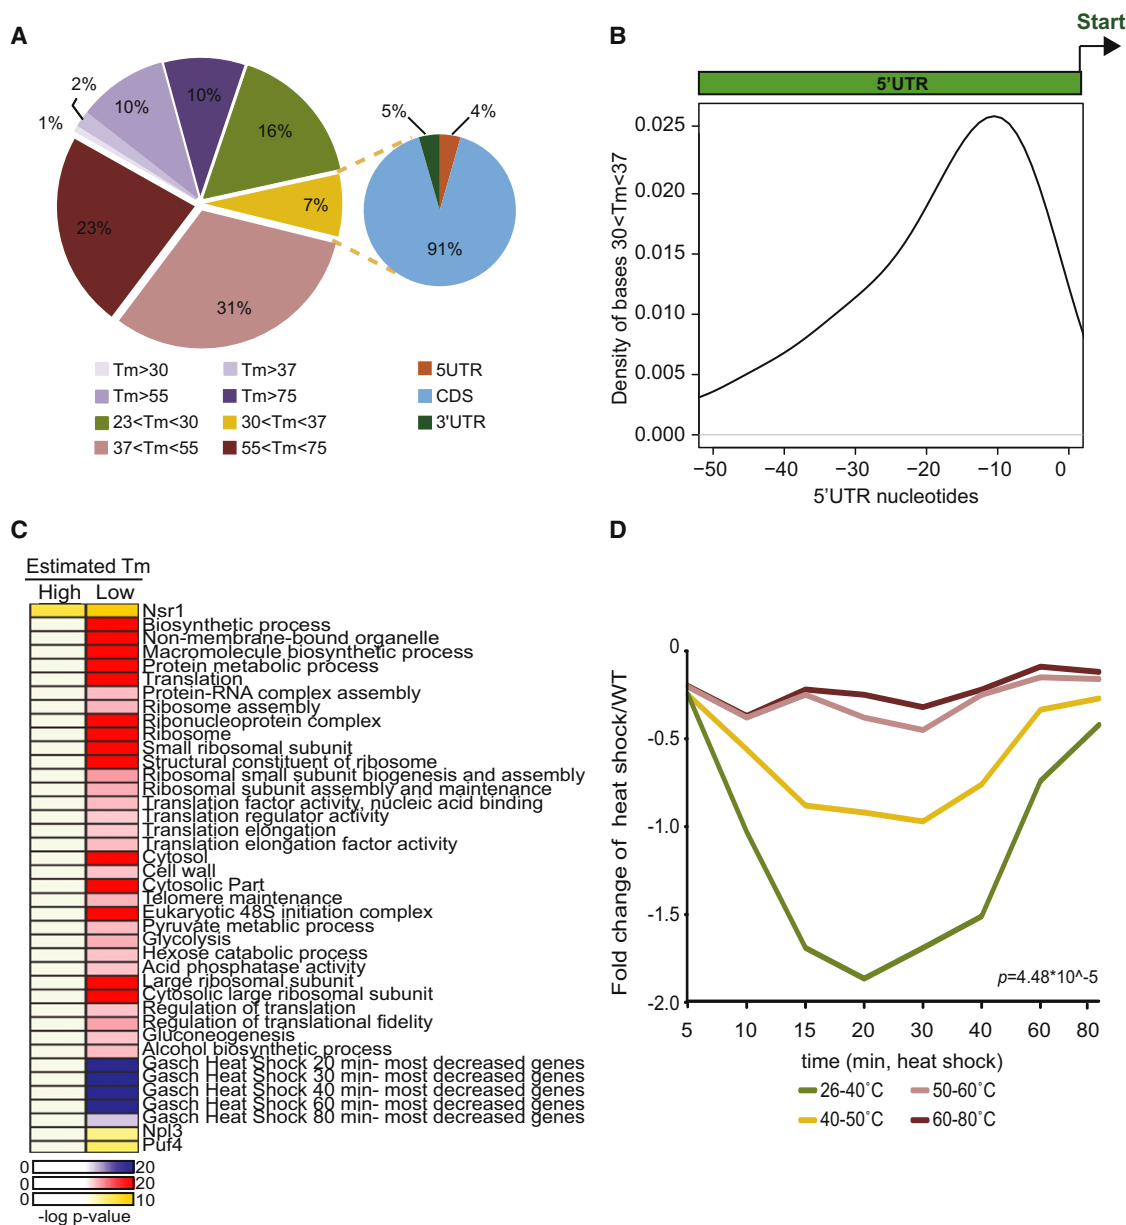 A
1%
2%
10%
10%
16%
7%
31%
23%
5%
4%
91%
Tm>30
Tm>37
Tm>55
Tm>75
23<Tm<30
30<Tm<37
37<Tm<55
55<Tm<75
5UTR
CDS
3'UTR
B
Start
5'UTR
Density of bases 30<Tm<37
0.025
0.020
0.015
0.010
0.005
0.000
−50 −40 −30 −20 −10 0
5'UTR nucleotides
C
Estimated Tm
High Low
Nsr1
Biosynthetic process
Non-membrane-bound organelle
Macromolecule biosynthetic process
Protein metabolic process
Translation
Protein-RNA complex assembly
Ribosome assembly
Ribonucleoprotein complex
Ribosome
Small ribosomal subunit
Structural constituent of ribosome
Ribosomal small subunit biogenesis and assembly
Ribosomal subunit assembly and maintenance
Translation factor activity, nucleic acid binding
Translation regulator activity
Translation elongation
Translation elongation factor activity
Cytosol
Cell wall
Cytosolic Part
Telomere maintenance
Eukaryotic 48S initiation complex
Pyruvate metablic process
Glycolysis
Hexose catabolic process
Acid phosphatase activity
Large ribosomal subunit
Cytosolic large ribosomal subunit
Regulation of translation
Regulation of translational fidelity
Gluconeogenesis
Alcohol biosynthetic process
Gasch Heat Shock 20 min- most decreased genes
Gasch Heat Shock 30 min- most decreased genes
Gasch Heat Shock 40 min- most decreased genes
Gasch Heat Shock 60 min- most decreased genes
Gasch Heat Shock 80 min- most decreased genes
Npl3
Puf4
0 20
0 20
0 10
-log p-value
D
Fold change of heat shock/WT
0
-0.5
-1.0
-1.5
-2.0
p=4.48*10^-5
5 10 15 20 30 40 60 80
time (min, heat shock)
26-40˚C
50-60˚C
40-50˚C
60-80˚C